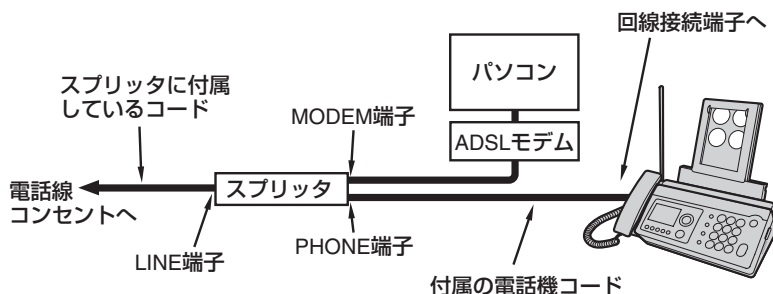 回線接続端子へ
パソコン
スプリッタに付属
しているコード
MODEM端子
ADSLモデム
電話線
コンセントへ
スプリッタ
LINE端子
PHONE端子
付属の電話機コード